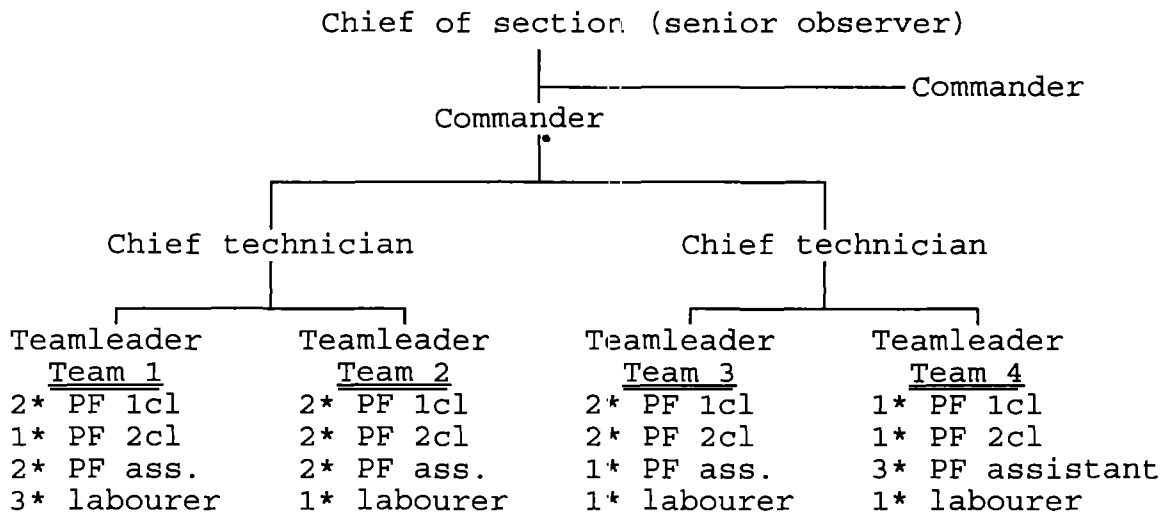 Chief of section (senior observer)
Commander
Commander
Chief technician Chief technician
Teamleader Teamleader Teamleader Teamleader
Team 1 Team 2 Team 3 Team 4
2* PF 1cl 2* PF 1cl 2* PF 1cl 1* PF 1cl
1* PF 2cl 2* PF 2cl 2* PF 2cl 1* PF 2cl
2* PF ass. 2* PF ass. 1* PF ass. 3* PF assistant
3* labourer 1* labourer 1* labourer 1* labourer